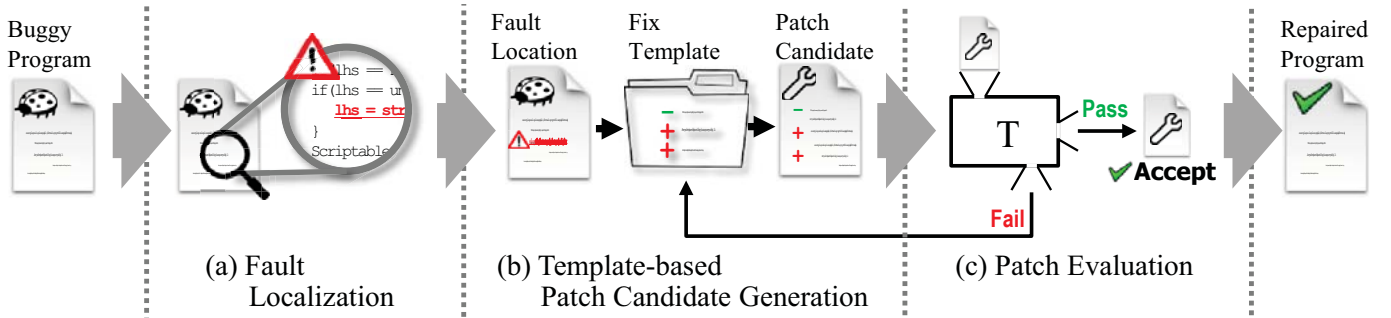 Buggy
Program
lhs =
if(lhs == un
lhs = str
}
Scriptable
(a) Fault
Localization
Fault
Location
Fix
Template
Patch
Candidate
(b) Template-based
Patch Candidate Generation
T
Pass
Accept
Fail
(c) Patch Evaluation
Repaired
Program